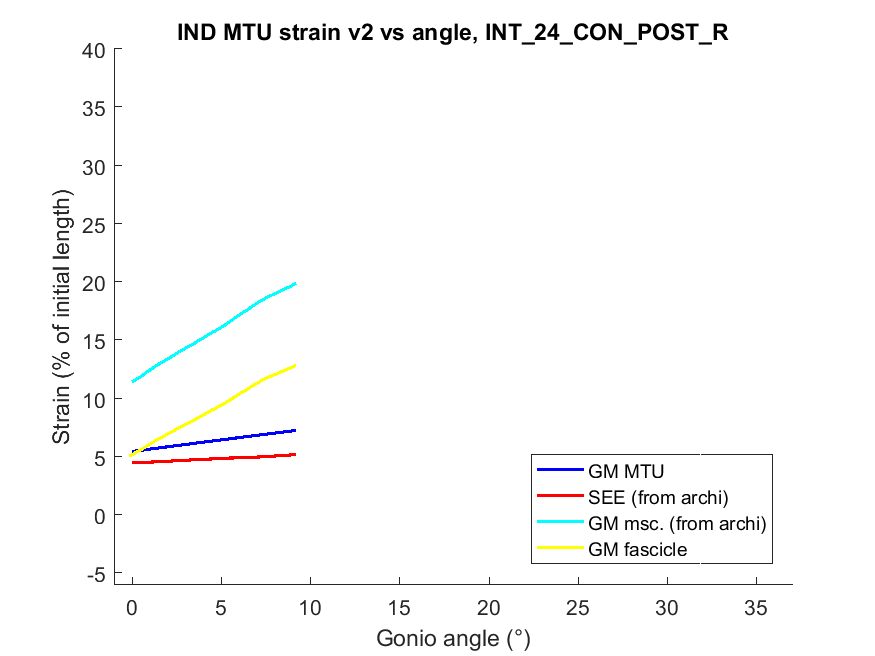 IND MTU strain v2 vs angle, INT_24_CON_POST_R
Strain (% of initial length)
40
35
30
25
20
15
10
5
0
-5
0 5 10 15 20 25 30 35
Gonio angle (°)
GM MTU
SEE (from archi)
GM msc. (from archi)
GM fascicle